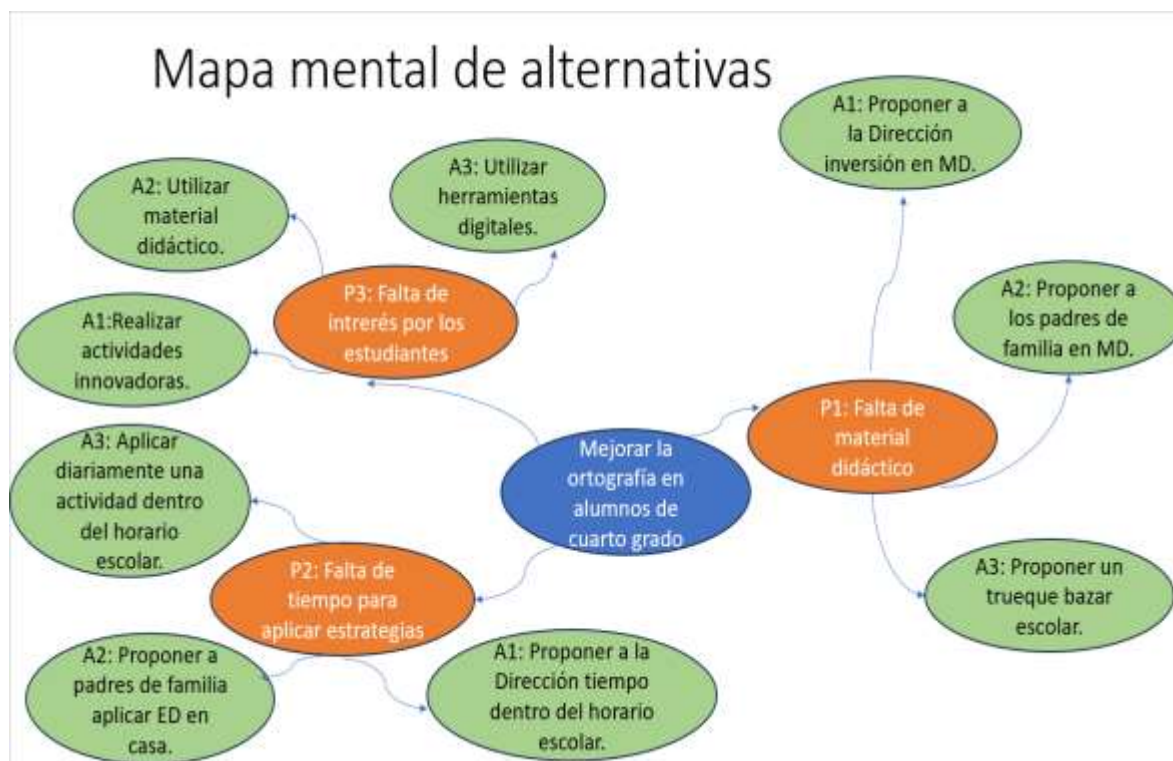 Mapa mental de alternativas
A1: Proponer a
la Dirección
inversión en MD.
A3: Utilizar
herramientas
digitales.
A2: Utilizar
material
didáctico.
P3: Falta de
intrerés por los
estudiantes
A2: Proponer a
los padres de
familia en MD.
A1:Realizar
actividades
innovadoras.
P1: Falta de
material
didáctico
A3: Aplicar
diariamente una
actividad dentro
del horario
escolar.
Mejorar la
ortografía en
alumnos de
cuarto grado
P2: Falta de
tiempo para
aplicar estrategias
A3: Proponer un
trueque bazar
escolar.
A2: Proponer a
padres de familia
aplicar ED en
casa.
A1: Proponer a la
Dirección tiempo
dentro del horario
escolar.